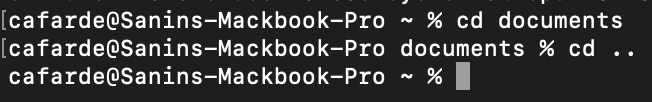 [cafarde@Sanins-Mackbook-Pro ~ % cd documents
[cafarde@Sanins-Mackbook-Pro documents % cd ..
cafarde@Sanins-Mackbook-Pro ~ %